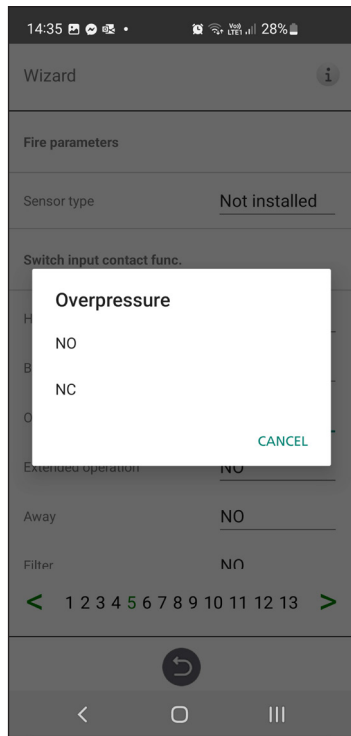 14:35 Vo)) LTE1 28%
Wizard i
Fire parameters
Sensor type Not installed
Switch input contact func.
Overpressure
H
NO
B
NC
O
CANCEL
Extended operation NO
Away NO
Filter NO
< 1 2 3 4 5 6 7 8 9 10 11 12 13 >